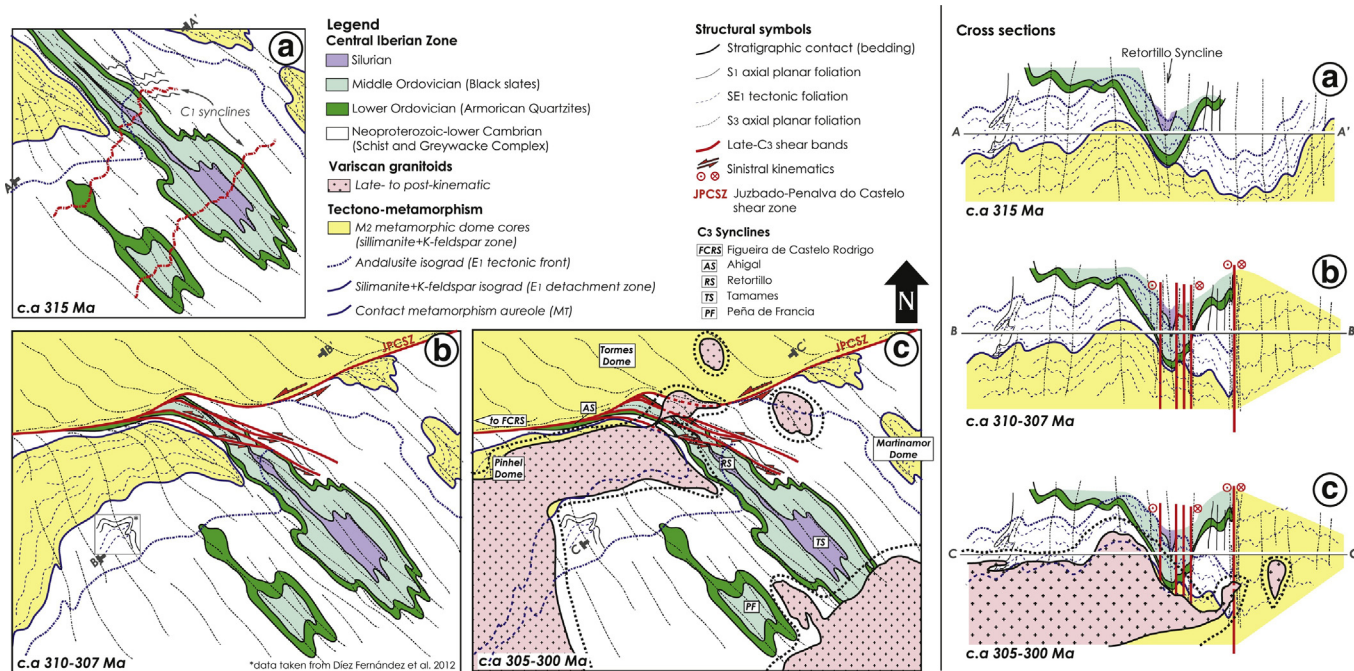 A'
a
C1 synclines
A
c.a 315 Ma
Legend
Central Iberian Zone
Silurian
Middle Ordovician (Black slates)
Lower Ordovician (Armorican Quartzites)
Neoproterozoic-lower Cambrian
(Schist and Greywacke Complex)
Variscan granitoids
Late- to post-kinematic
Tectono-metamorphism
M2 metamorphic dome cores
(sillimanite+K-feldspar zone)
Andalusite isograd (E1 tectonic front)
Silimanite+K-feldspar isograd (E1 detachment zone)
Contact metamorphism aureole (MT)
Structural symbols
Stratigraphic contact (bedding)
S1 axial planar foliation
SE1 tectonic foliation
S3 axial planar foliation
Late-C3 shear bands
Sinistral kinematics
JPCSZ Juzbado-Penalva do Castelo
shear zone
C3 Synclines
FCRS Figueira de Castelo Rodrigo
AS Ahigal
RS Retortillo
TS Tamames
PF Peña de Francia
N
b
JPCSZ
B'
B
*
c.a 310-307 Ma
*data taken from Díez Fernández et al. 2012
c
Tormes
Dome
C'
JPCSZ
AS
to FCRS
Pinhel
Dome
RS
Martinamor
Dome
C
TS
PF
c.a 305-300 Ma
Cross sections
Retortillo Syncline
a
A
A'
c.a 315 Ma
b
B
B'
c.a 310-307 Ma
c
C
C
c.a 305-300 Ma